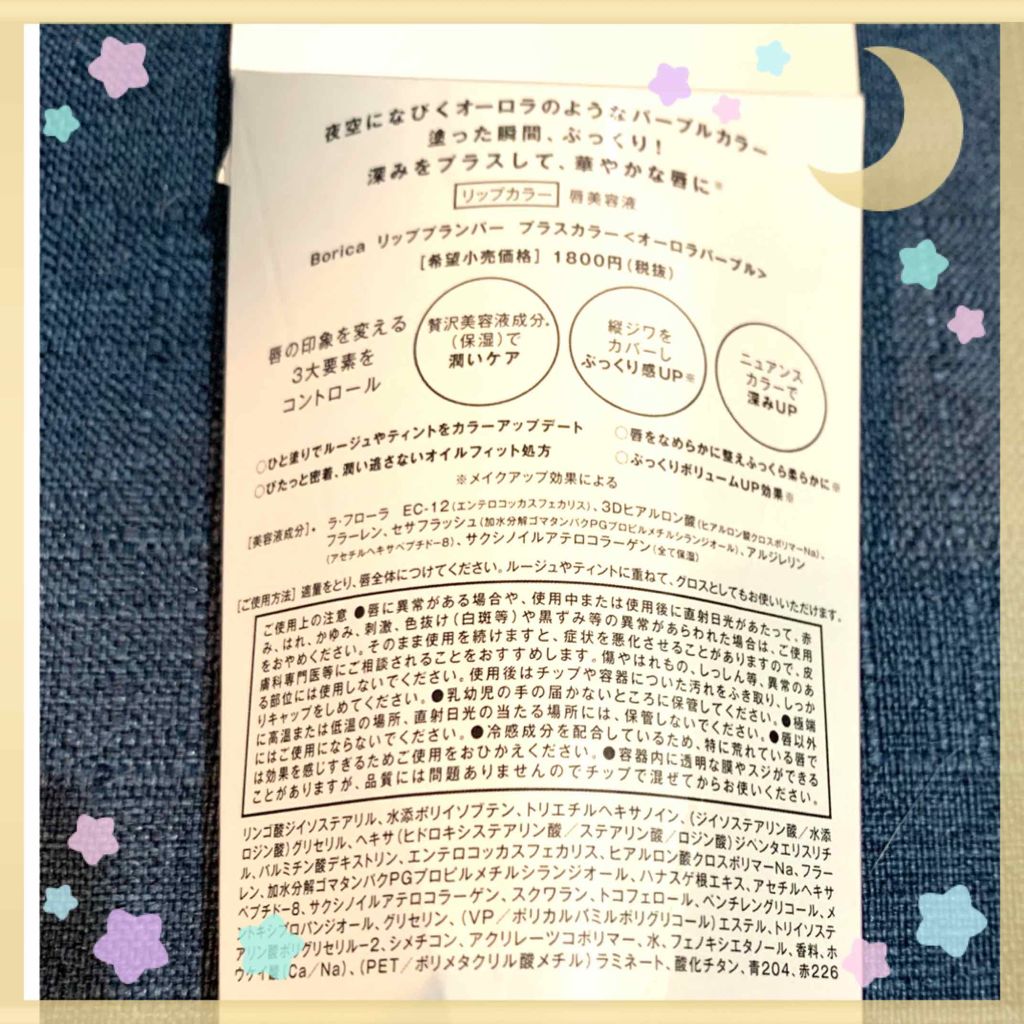 夜空になびくオーロラのようなパープルカラー
塗った瞬間、ぷっくり!
深みをプラスして、華やかな唇に※
リップカラー 唇美容液
Borica リッププランパー プラスカラー<オーロラパープル>
[希望小売価格] 1800円(税抜)
唇の印象を変える
3大要素を
コントロール
贅沢美容液成分+
(保湿)で
潤いケア
縦ジワを
カバーし
ぷっくり感UP※
ニュアンス
カラーで
深みUP
○ひと塗りでルージュやティントをカラーアップデート
○ぴたっと密着、潤い逃さないオイルフィット処方
○唇をなめらかに整えふっくら柔らかに※
○ぷっくりボリュームUP効果※
※メイクアップ効果による
[美容液成分]+ ラ・フローラ EC-12(エンテロコッカスフェカリス)、3Dヒアルロン酸(ヒアルロン酸クロスポリマーNa)、
フラーレン、セサフラッシュ(加水分解ゴマタンパクPGプロピルメチルシランジオール)、アルジレリン
(アセチルヘキサペプチド-8)、サクシノイルアテロコラーゲン(全て保湿)
[ご使用方法] 適量をとり、唇全体につけてください。ルージュやティントに重ねて、グロスとしてもお使いいただけます。
ご使用上の注意 ●唇に異常がある場合や、使用中または使用後に直射日光があたって、赤
み、はれ、かゆみ、刺激、色抜け(白斑等)や黒ずみ等の異常があらわれた場合は、ご使用
をおやめください。そのまま使用を続けますと、症状を悪化させることがありますので、皮
膚科専門医等にご相談されることをおすすめします。傷やはれもの、しっしん等、異常のあ
る部位には使用しないでください。使用後はチップや容器についた汚れをふき取り、しっか
りキャップをしめてください。●乳幼児の手の届かないところに保管してください。●極端
に高温または低温の場所、直射日光の当たる場所には、保管しないでください。●唇以外
にはご使用にならないでください。●冷感成分を配合しているため、特に荒れている唇で
は効果を感じすぎるためご使用をおひかえください。●容器内に透明な膜やスジができる
ことがありますが、品質には問題ありませんのでチップで混ぜてからお使いください。
リンゴ酸ジイソステアリル、水添ポリイソブテン、トリエチルヘキサノイン、(ジイソステアリン酸/水添
ロジン酸)グリセリル、ヘキサ(ヒドロキシステアリン酸/ステアリン酸/ロジン酸)ジペンタエリスリチ
ル、パルミチン酸デキストリン、エンテロコッカスフェカリス、ヒアルロン酸クロスポリマーNa、フラー
レン、加水分解ゴマタンパクPGプロピルメチルシランジオール、ハナスゲ根エキス、アセチルヘキサ
ペプチド-8、サクシノイルアテロコラーゲン、スクワラン、トコフェロール、ペンチレングリコール、メ
ントキシプロパンジオール、グリセリン、(VP/ポリカルバミルポリグリコール)エステル、トリイソステ
アリン酸ポリグリセリル-2、シメチコン、アクリレーツコポリマー、水、フェノキシエタノール、香料、ホ
ウケイ酸(Ca/Na)、(PET/ポリメタクリル酸メチル)ラミネート、酸化チタン、青204、赤226